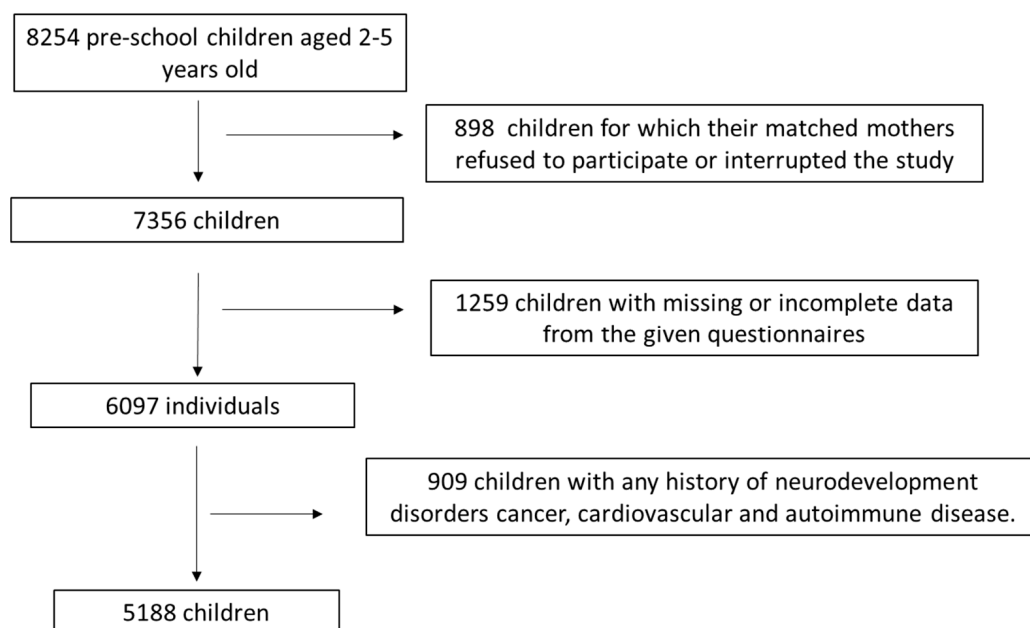 8254 pre-school children aged 2-5
years old
898 children for which their matched mothers
refused to participate or interrupted the study
7356 children
1259 children with missing or incomplete data
from the given questionnaires
6097 individuals
909 children with any history of neurodevelopment
disorders cancer, cardiovascular and autoimmune disease.
5188 children